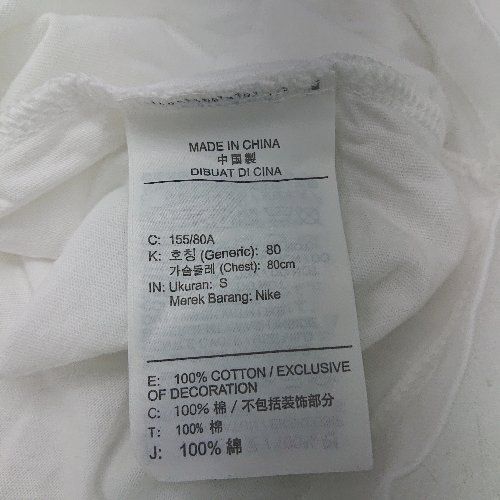 MADE IN CHINA
中国製
DIBUAT DI CINA
C: 155/80A
K: 호칭 (Generic): 80
가슴둘레 (Chest): 80cm
IN: Ukuran: S
Merek Barang: Nike
E: 100% COTTON / EXCLUSIVE
OF DECORATION
C: 100% 棉 / 不包括装饰部分
T: 100% 棉
J: 100% 綿